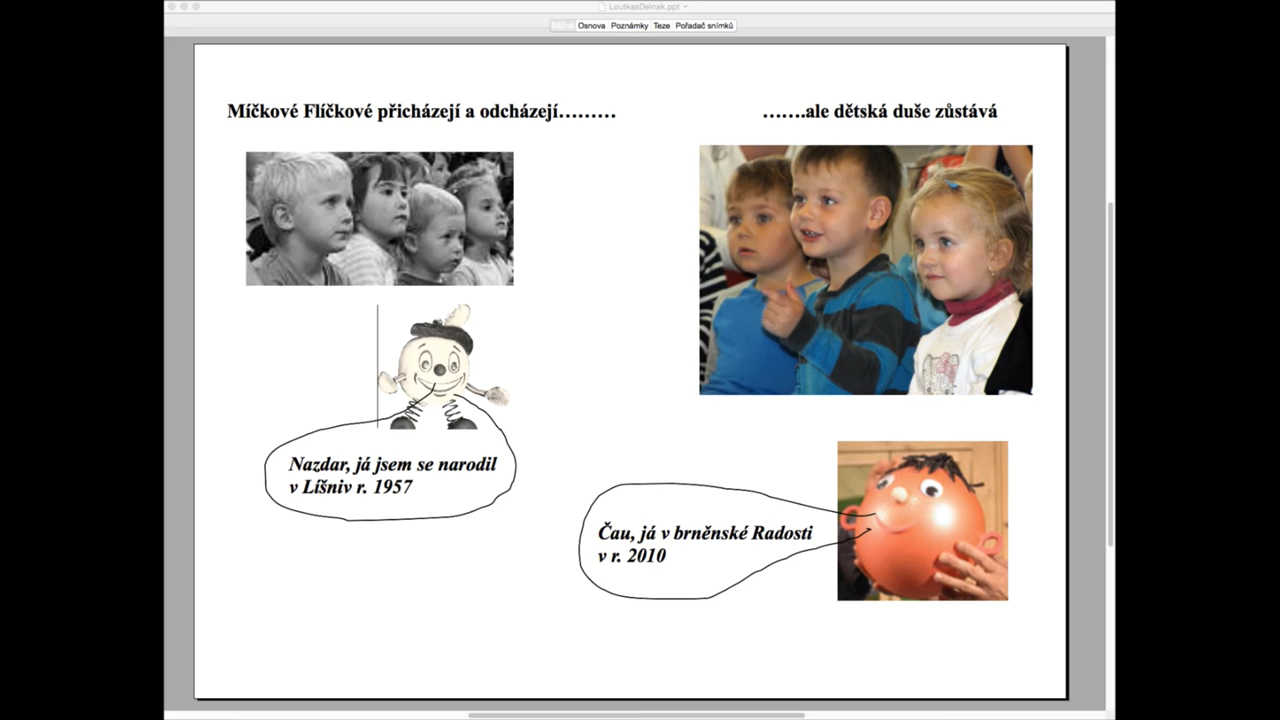 LoutkasDelnak.ppt
Běžné Osnova Poznámky Teze Pořadač snímků
Míčkové Flíčkové přicházejí a odcházejí………
…….ale dětská duše zůstává
Nazdar, já jsem se narodil
v Líšniv r. 1957
Čau, já v brněnské Radosti
v r. 2010